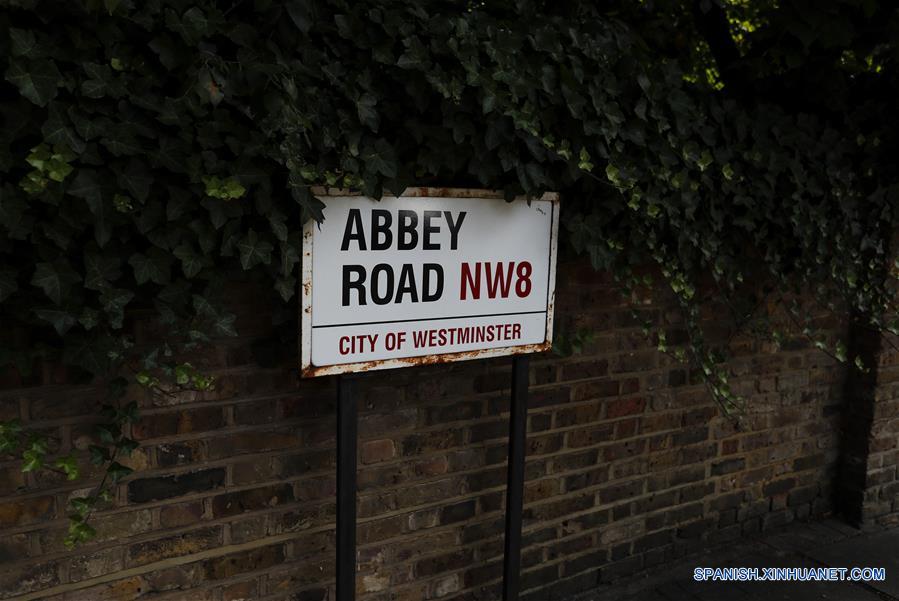 ABBEY
ROAD NW8
CITY OF WESTMINSTER
SPANISH.XINHUANET.COM